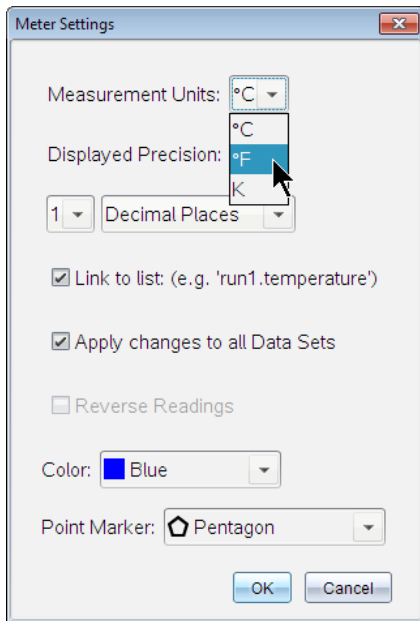 Meter Settings
Measurement Units: °C
°C
Displayed Precision: °F
K
1 Decimal Places
Link to list: (e.g. 'run1.temperature')
Apply changes to all Data Sets
Reverse Readings
Color: Blue
Point Marker: Pentagon
OK Cancel